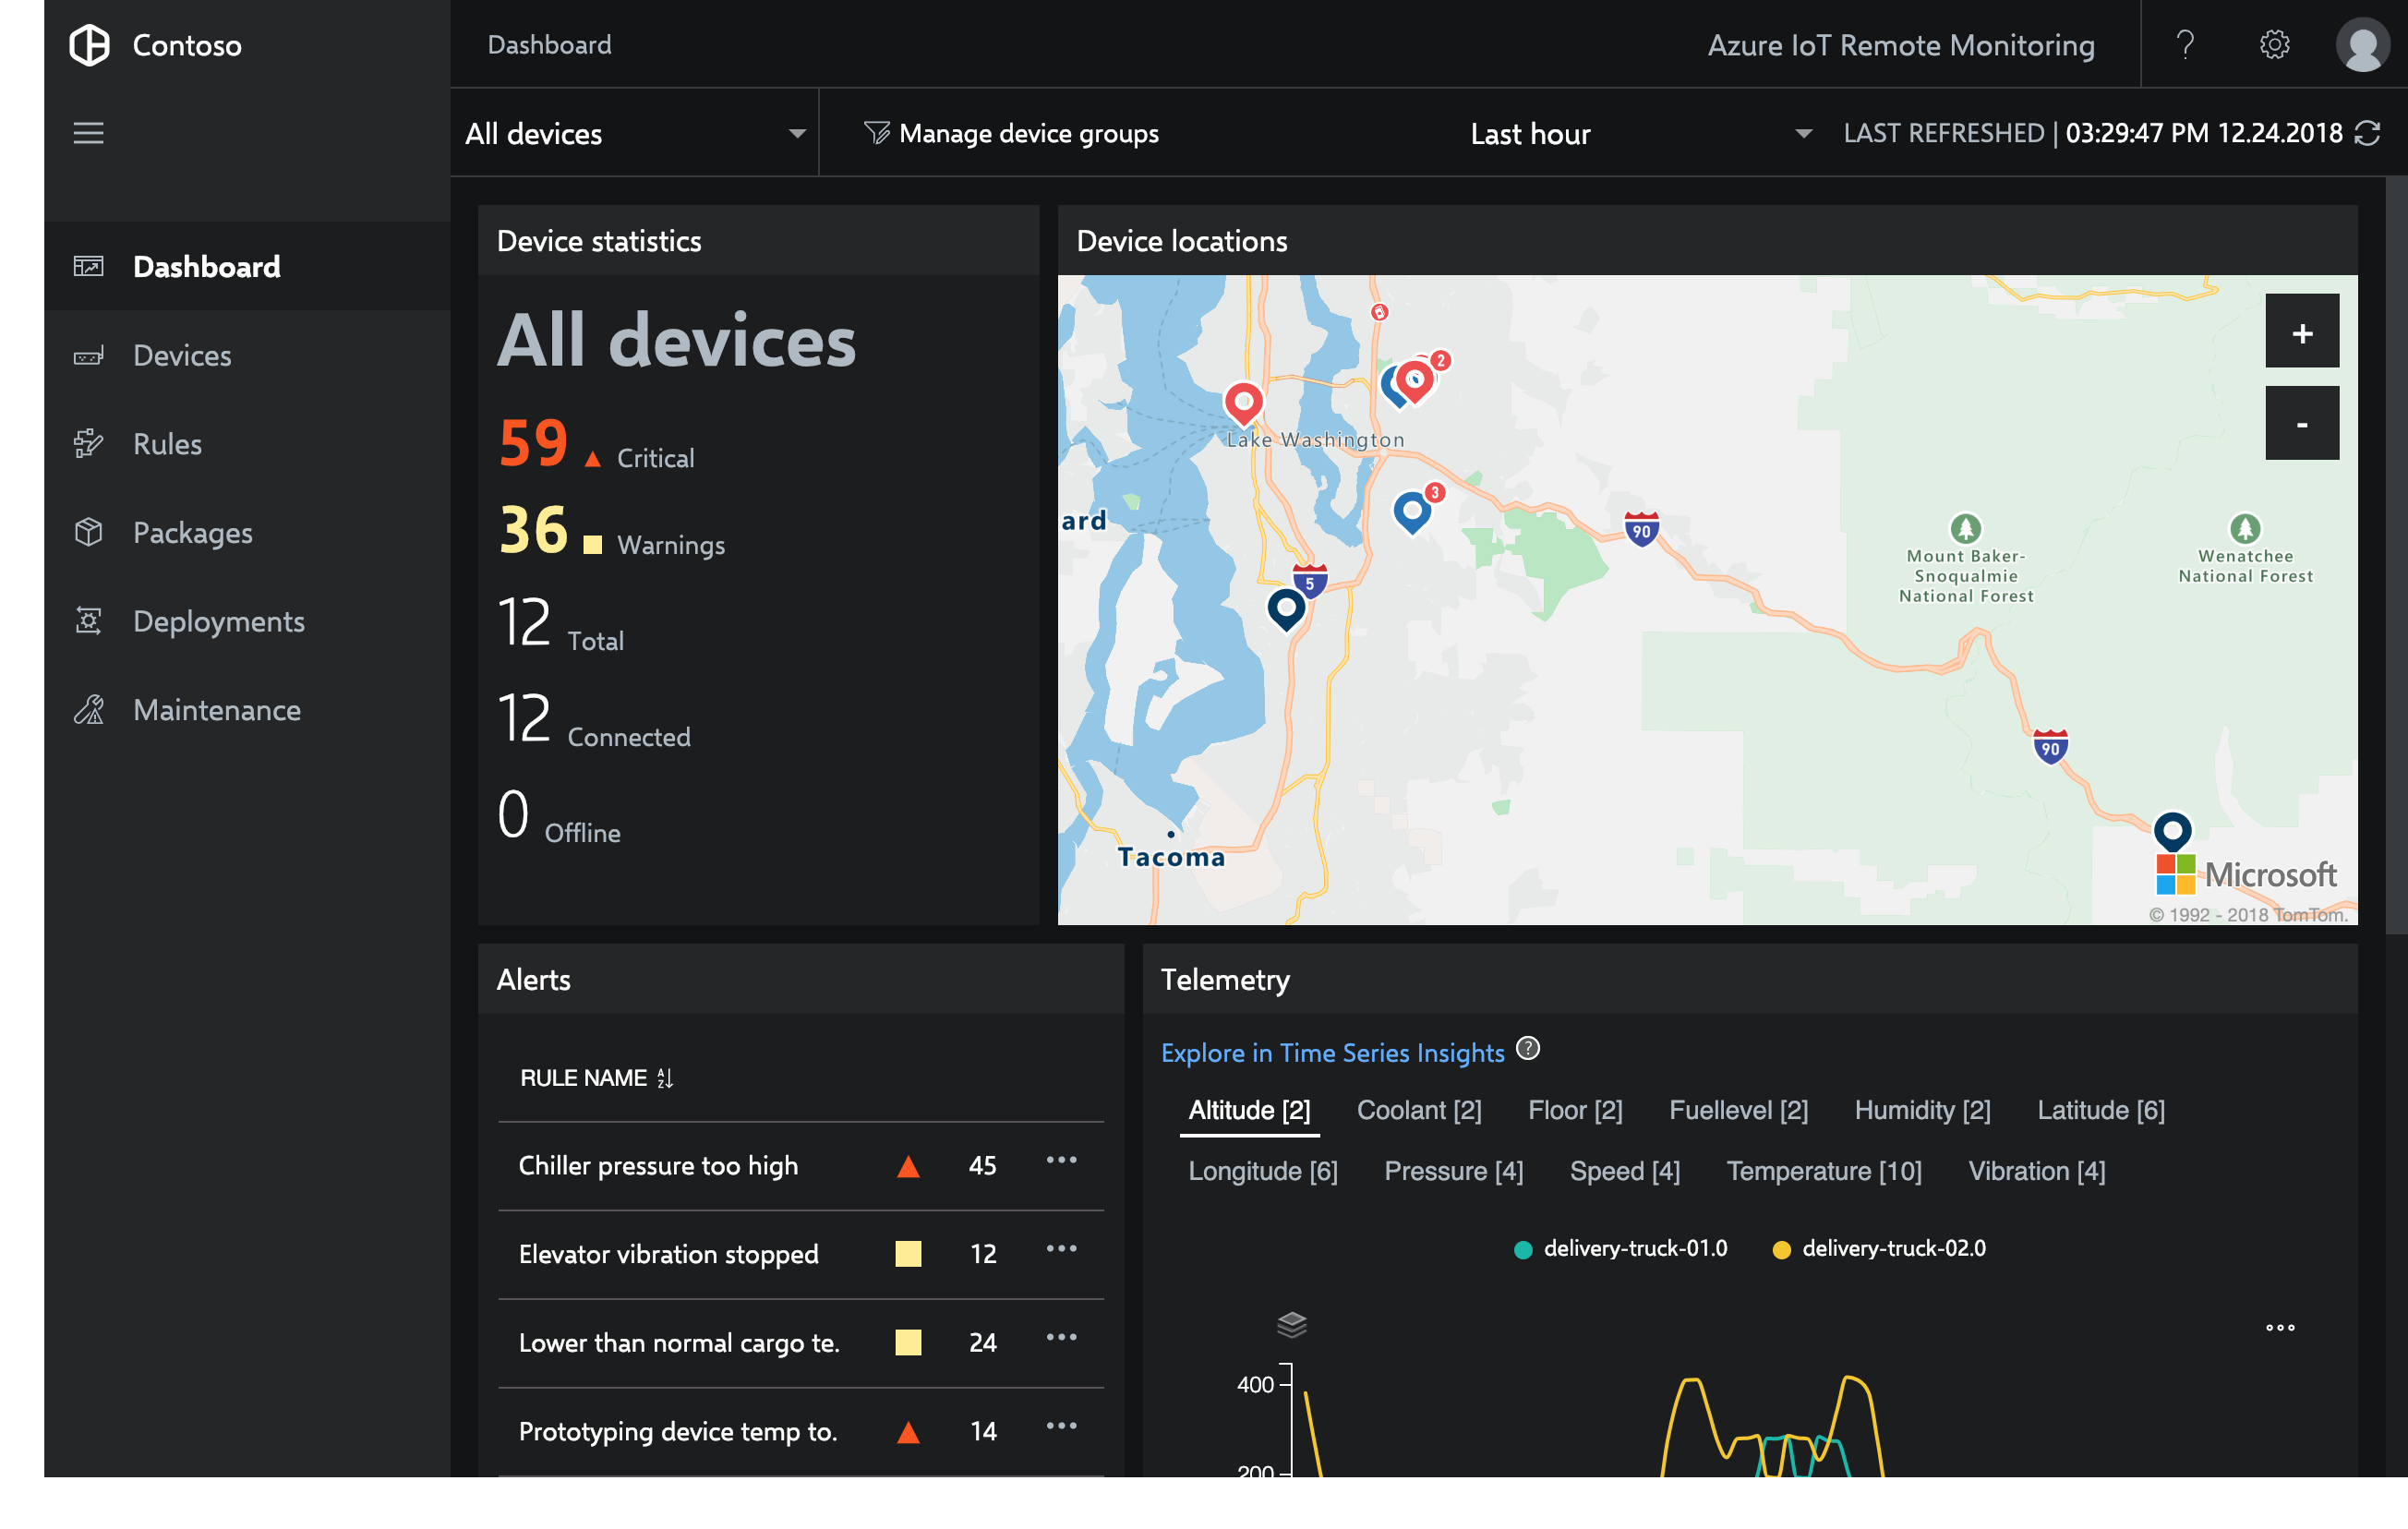 Contoso
Dashboard
Azure IoT Remote Monitoring
?
All devices
Manage device groups
Last hour
LAST REFRESHED | 03:29:47 PM 12.24.2018
Dashboard
Devices
Rules
Packages
Deployments
Maintenance
Device statistics
All devices
59 Critical
36 Warnings
12 Total
12 Connected
0 Offline
Device locations
+
-
2
Lake Washington
3
ard
90
5
Mount Baker-
Snoqualmie
National Forest
Wenatchee
National Forest
90
Tacoma
Microsoft
© 1992 - 2018 TomTom.
Alerts
RULE NAME
Chiller pressure too high 45 •••
Elevator vibration stopped 12 •••
Lower than normal cargo te. 24 •••
Prototyping device temp to. 14 •••
Telemetry
Explore in Time Series Insights ?
Altitude [2] Coolant [2] Floor [2] Fuellevel [2] Humidity [2] Latitude [6]
Longitude [6] Pressure [4] Speed [4] Temperature [10] Vibration [4]
delivery-truck-01.0 delivery-truck-02.0
400
200